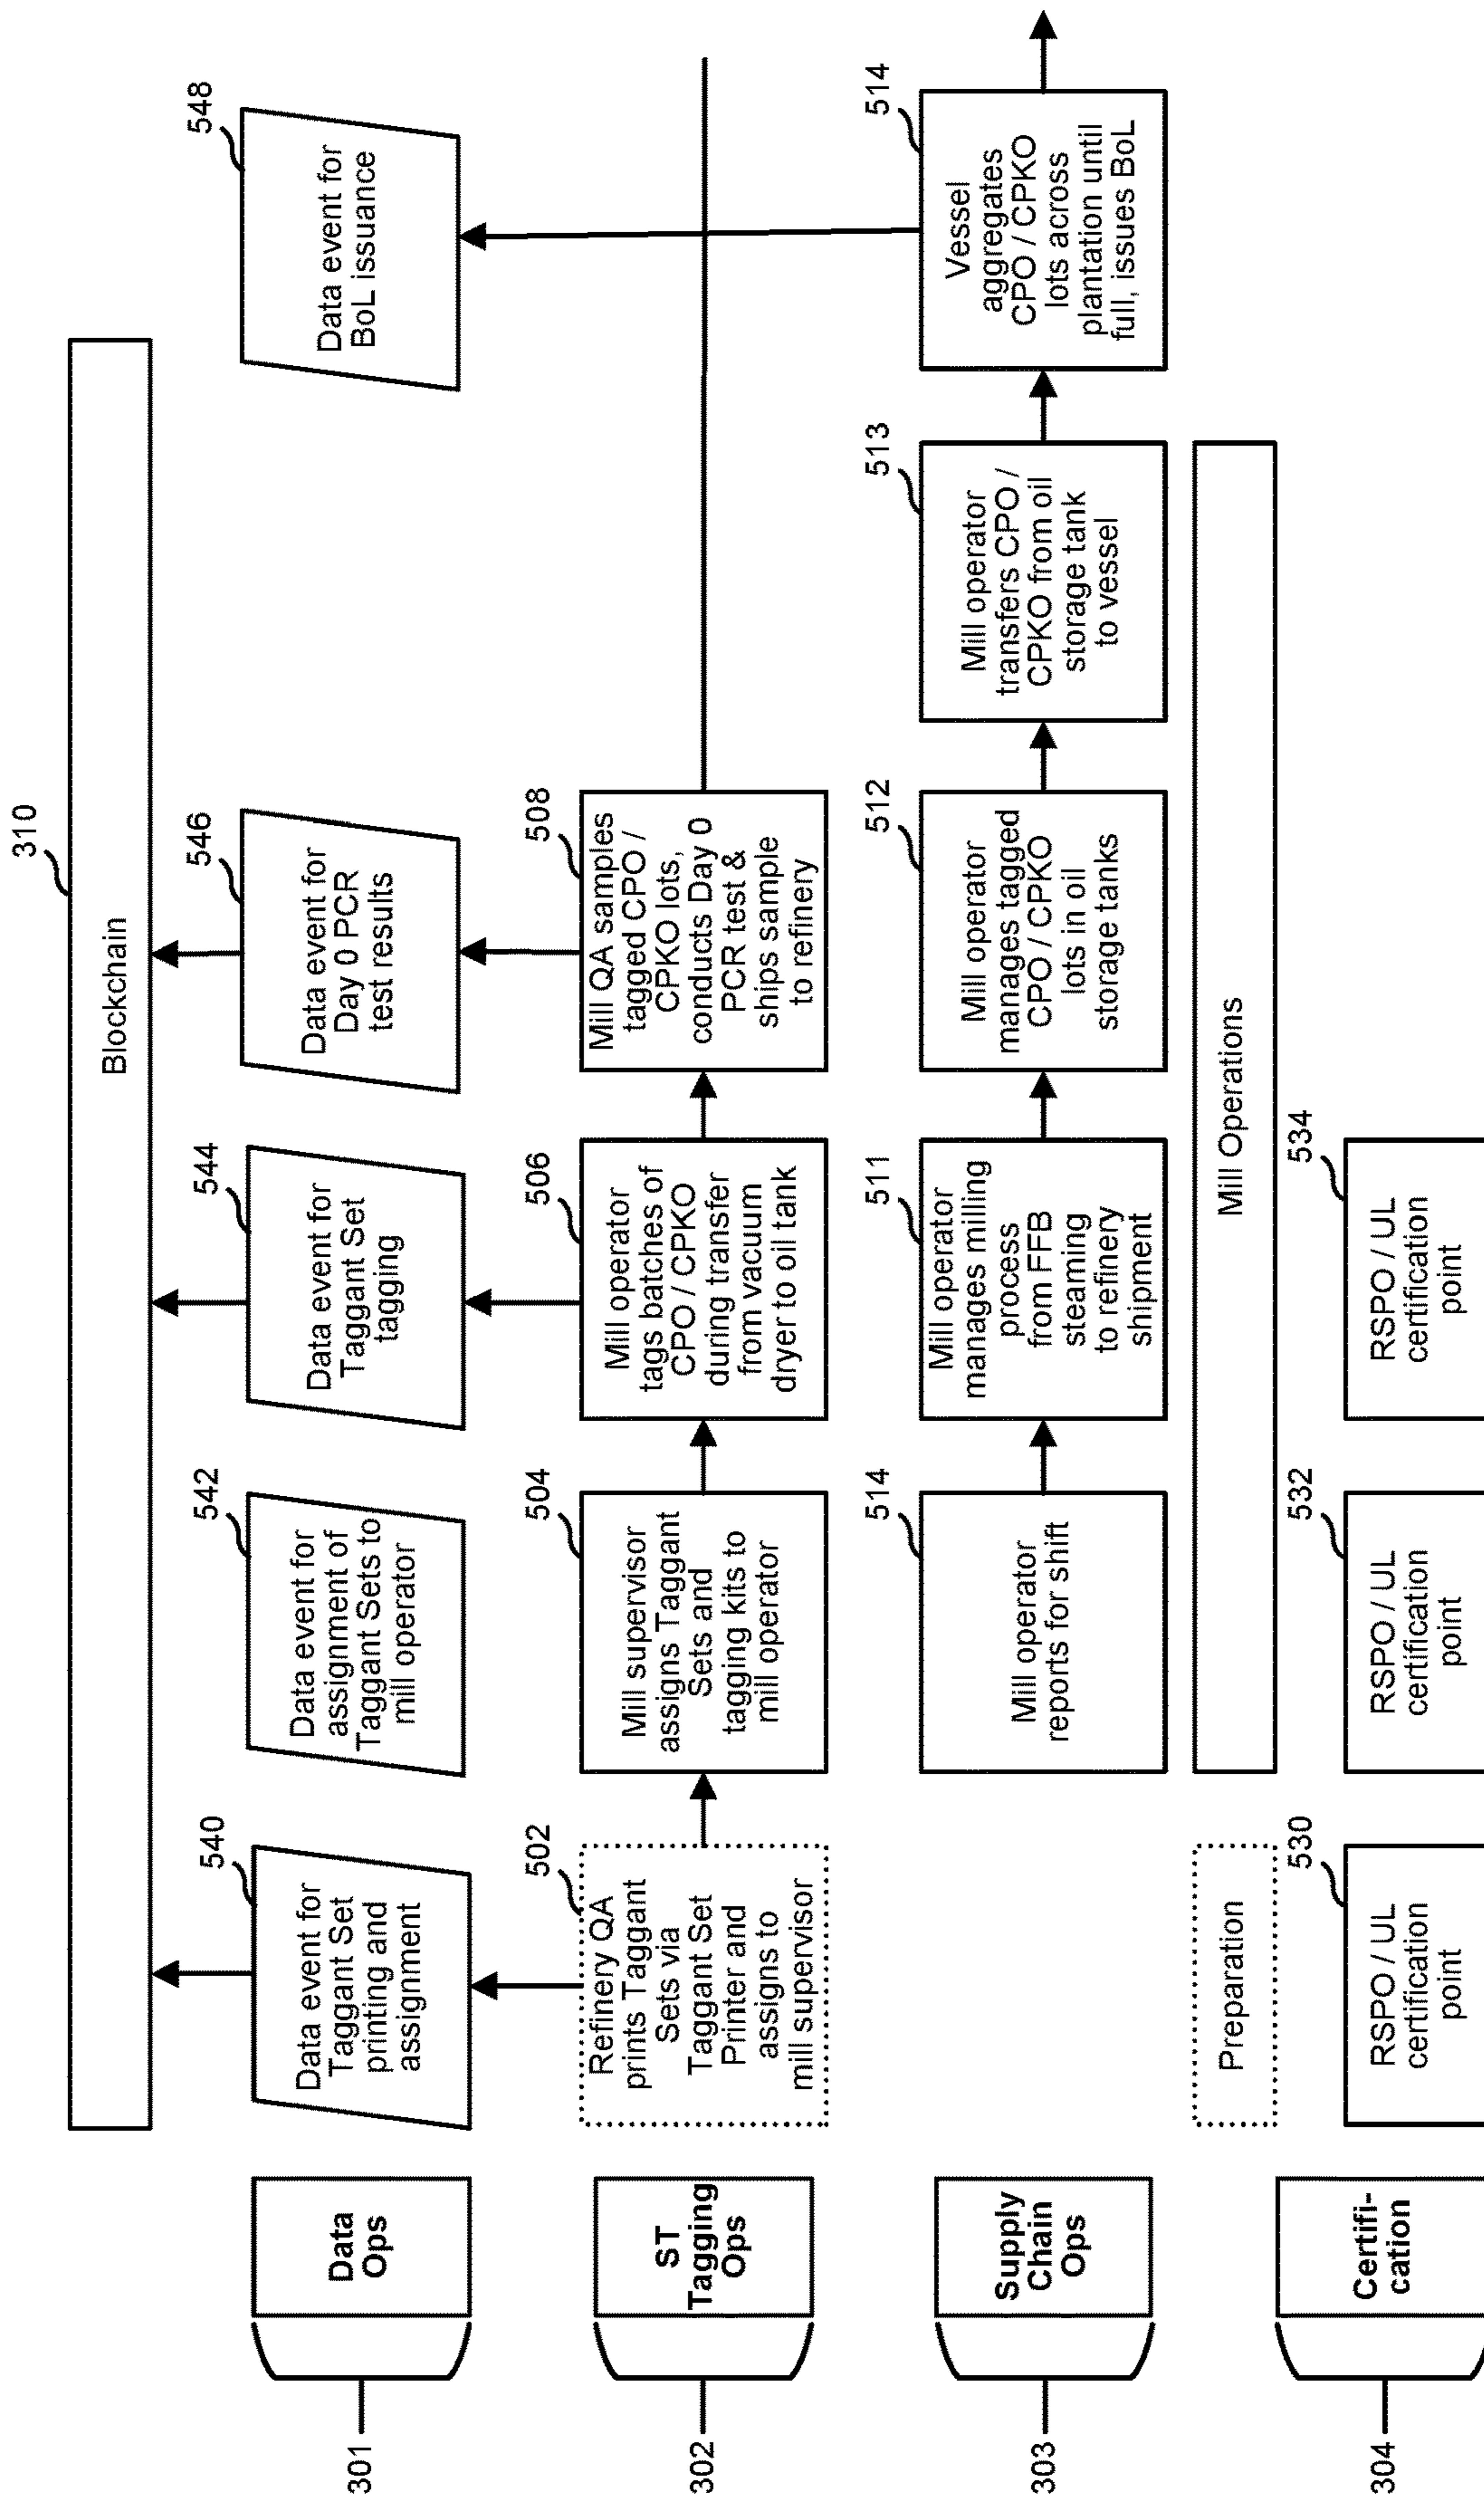 310
Blockchain
301
Data
Ops
540
Data event for
Taggant Set
printing and
assignment
542
Data event for
assignment of
Taggant Sets to
mill operator
544
Data event for
Taggant Set
tagging
546
Data event for
Day 0 PCR
test results
548
Data event for
BoL issuance
302
ST
Tagging
Ops
502
Refinery QA
prints Taggant
Sets via
Taggant Set
Printer and
assigns to
mill supervisor
504
Mill supervisor
assigns Taggant
Sets and
tagging kits to
mill operator
506
Mill operator
tags batches of
CPO / CPKO
during transfer
from vacuum
dryer to oil tank
508
Mill QA samples
tagged CPO /
CPKO lots,
conducts Day 0
PCR test &
ships sample
to refinery
303
Supply
Chain
Ops
514
Mill operator
reports for shift
511
Mill operator
manages milling
process
from FFB
steaming
to refinery
shipment
512
Mill operator
manages tagged
CPO / CPKO
lots in oil
storage tanks
513
Mill operator
transfers CPO /
CPKO from oil
storage tank
to vessel
514
Vessel
aggregates
CPO / CPKO
lots across
plantation until
full, issues BoL
Preparation
Mill Operations
304
Certifi-
cation
530
RSPO / UL
certification
point
532
RSPO / UL
certification
point
534
RSPO / UL
certification
point